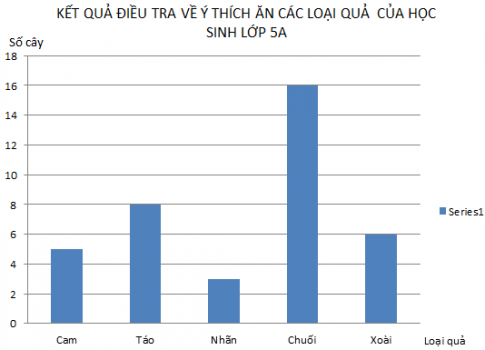 KẾT QUẢ ĐIỀU TRA VỀ Ý THÍCH ĂN CÁC LOẠI QUẢ CỦA HỌC
SINH LỚP 5A
Số cây
18
16
14
12
10
8
6
4
2
0
Cam Táo Nhãn Chuối Xoài Loại quả
Series1